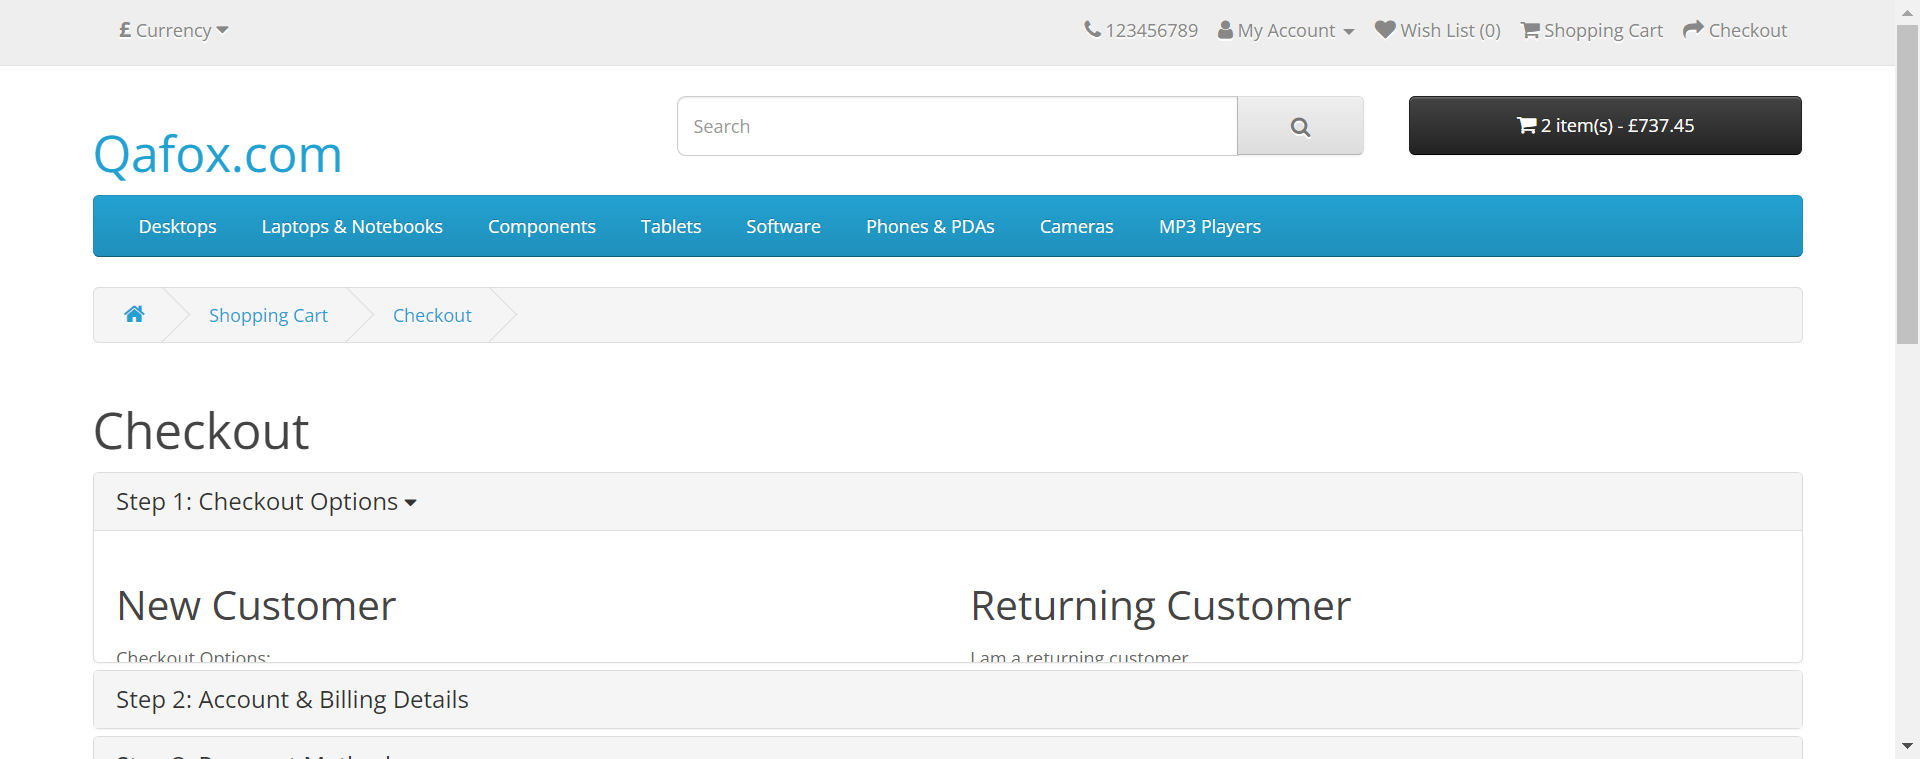 £ Currency
123456789 My Account Wish List (0) Shopping Cart Checkout
Qafox.com
Search
2 item(s) - £737.45
Desktops Laptops & Notebooks Components Tablets Software Phones & PDAs Cameras MP3 Players
Shopping Cart Checkout
Checkout
Step 1: Checkout Options
New Customer
Checkout Options:
Returning Customer
I am a returning customer
Step 2: Account & Billing Details